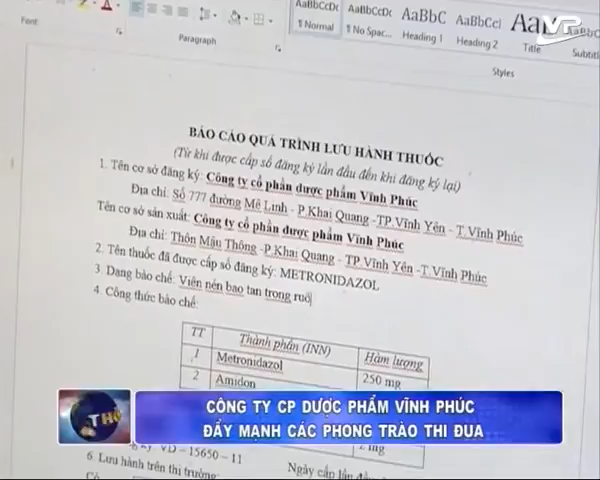 AaBbCcDc
AaBbCcDc
AaBbC
AaBbCcI
AaB
VP
¶ Normal
¶ No Spac...
Heading 1
Heading 2
Title
Subtitl
Font
Paragraph
Styles
BÁO CÁO QUÁ TRÌNH LƯU HÀNH THUỐC
(Từ khi được cấp số đăng ký lần đầu đến khi đăng ký lại)
1. Tên cơ sở đăng ký: Công ty cổ phần dược phẩm Vĩnh Phúc
Địa chỉ: Số 777 đường Mê Linh - P.Khai Quang -TP.Vĩnh Yên - T.Vĩnh Phúc
Tên cơ sở sản xuất: Công ty cổ phần dược phẩm Vĩnh Phúc
Địa chỉ: Thôn Mậu Thông -P.Khai Quang - TP.Vĩnh Yên -T.Vĩnh Phúc
2. Tên thuốc đã được cấp số đăng ký: METRONIDAZOL
3. Dạng bào chế: Viên nén bao tan trong ruộ
4. Công thức bào chế:
TT Thành phần (INN) Hàm lượng
1 Metronidazol 250 mg
2 Amidon
THỜ
CÔNG TY CP DƯỢC PHẨM VĨNH PHÚC
ĐẨY MẠNH CÁC PHONG TRÀO THI ĐUA
mg
VD – 15650 – 11
6. Lưu hành trên thị trường:
Ngày cấp lần đầu